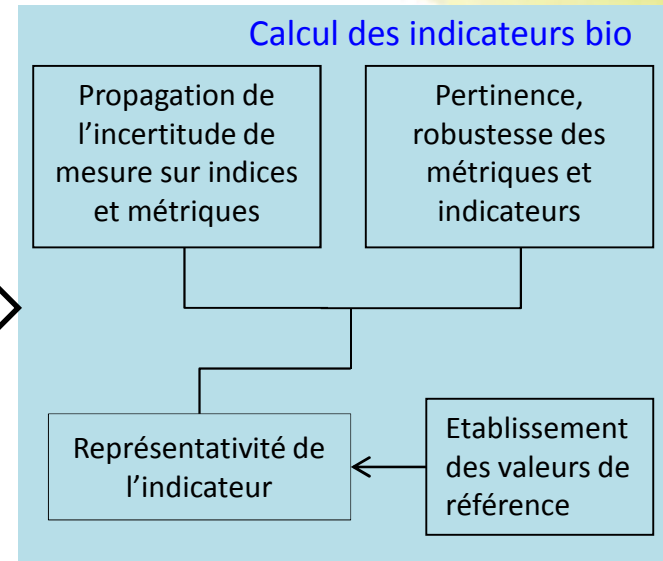 Calcul des indicateurs bio
Propagation de
l’incertitude de
mesure sur indices
et métriques
Pertinence,
robustesse des
métriques et
indicateurs
Représentativité de
l’indicateur
Etablissement
des valeurs de
référence